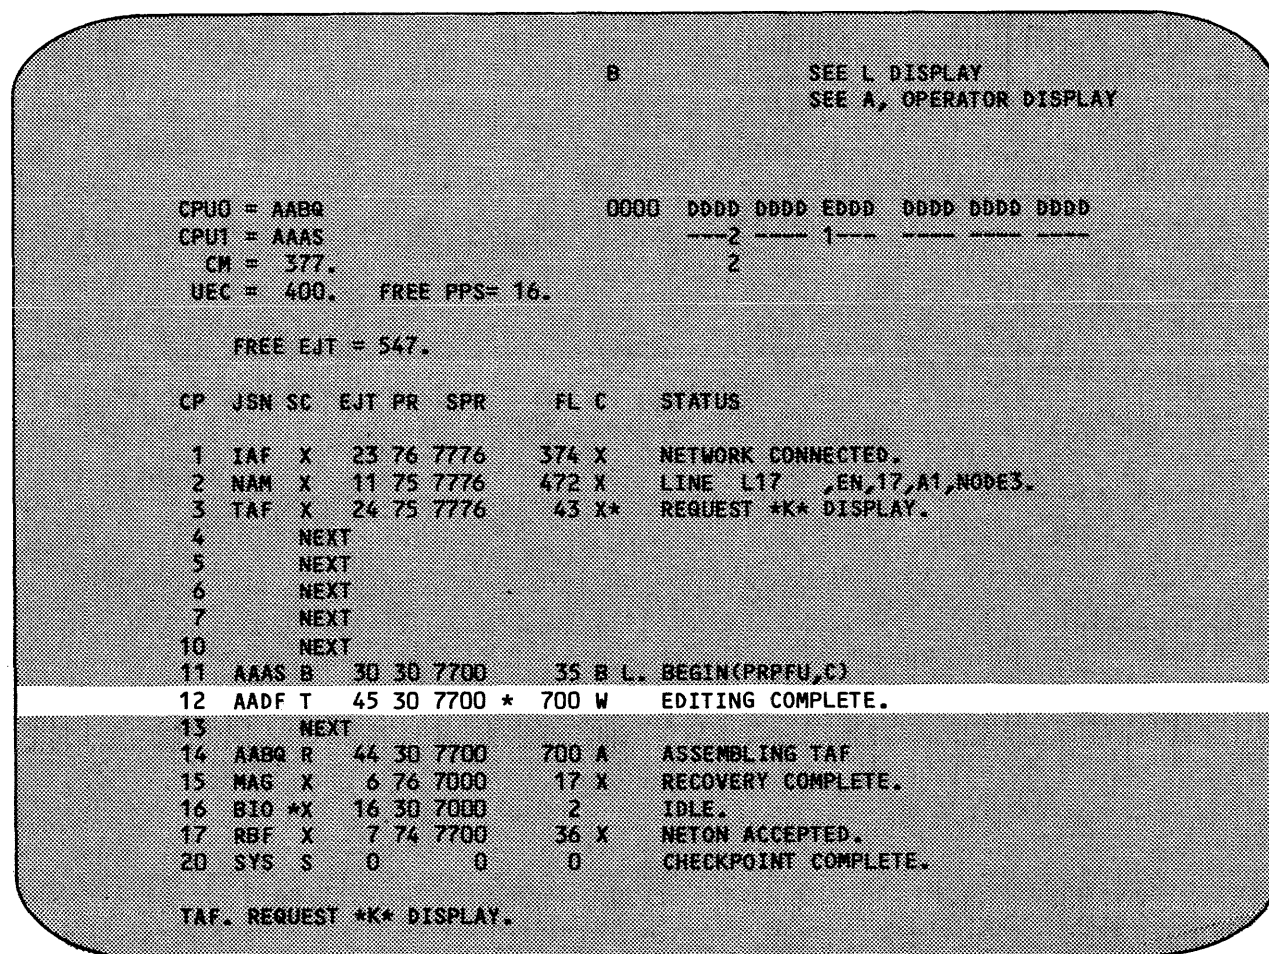 B SEE L DISPLAY
SEE A, OPERATOR DISPLAY
CPU0 = AABQ 0000 DDDD DDDD EDDD DDDD DDDD DDDD
CPU1 = AAAS ---2 ---- 1--- ---- ---- ----
CM = 377. 2
UEC = 400. FREE PPS= 16.
FREE EJT = 547.
CP JSN SC EJT PR SPR FL C STATUS
1 IAF X 23 76 7776 374 X NETWORK CONNECTED.
2 NAM X 11 75 7776 472 X LINE L17 ,EN,17,A1,NODE3.
3 TAF X 24 75 7776 43 X* REQUEST *K* DISPLAY.
4 NEXT
5 NEXT
6 NEXT
7 NEXT
10 NEXT
11 AAAS B 30 30 7700 35 B L. BEGIN(PRPFU,C)
12 AADF T 45 30 7700 * 700 W EDITING COMPLETE.
13 NEXT
14 AABQ R 44 30 7700 700 A ASSEMBLING TAF
15 MAG X 6 76 7000 17 X RECOVERY COMPLETE.
16 BIO *X 16 30 7000 2 IDLE.
17 RBF X 7 74 7700 36 X NETON ACCEPTED.
20 SYS S 0 0 0 CHECKPOINT COMPLETE.
TAF. REQUEST *K* DISPLAY.